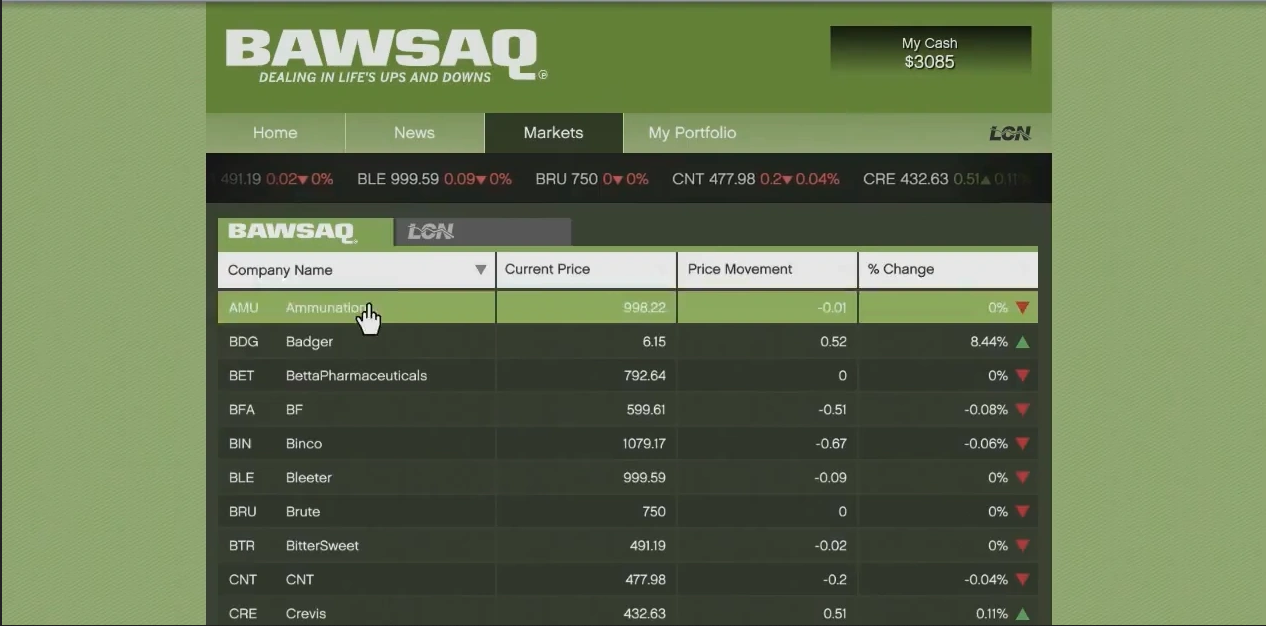 BAWSAQ
DEALING IN LIFE'S UPS AND DOWNS
My Cash
$3085
Home News Markets My Portfolio LCN
491.19 0.02▼0% BLE 999.59 0.09▼0% BRU 750 0▼0% CNT 477.98 0.2▼0.04% CRE 432.63 0.51▲0.11%
BAWSAQ LCN
Company Name ▼ Current Price Price Movement % Change
AMU Ammunation 998.22 -0.01 0% ▼
BDG Badger 6.15 0.52 8.44% ▲
BET BettaPharmaceuticals 792.64 0 0% ▼
BFA BF 599.61 -0.51 -0.08% ▼
BIN Binco 1079.17 -0.67 -0.06% ▼
BLE Bleeter 999.59 -0.09 0% ▼
BRU Brute 750 0 0% ▼
BTR BitterSweet 491.19 -0.02 0% ▼
CNT CNT 477.98 -0.2 -0.04% ▼
CRE Crevis 432.63 0.51 0.11% ▲